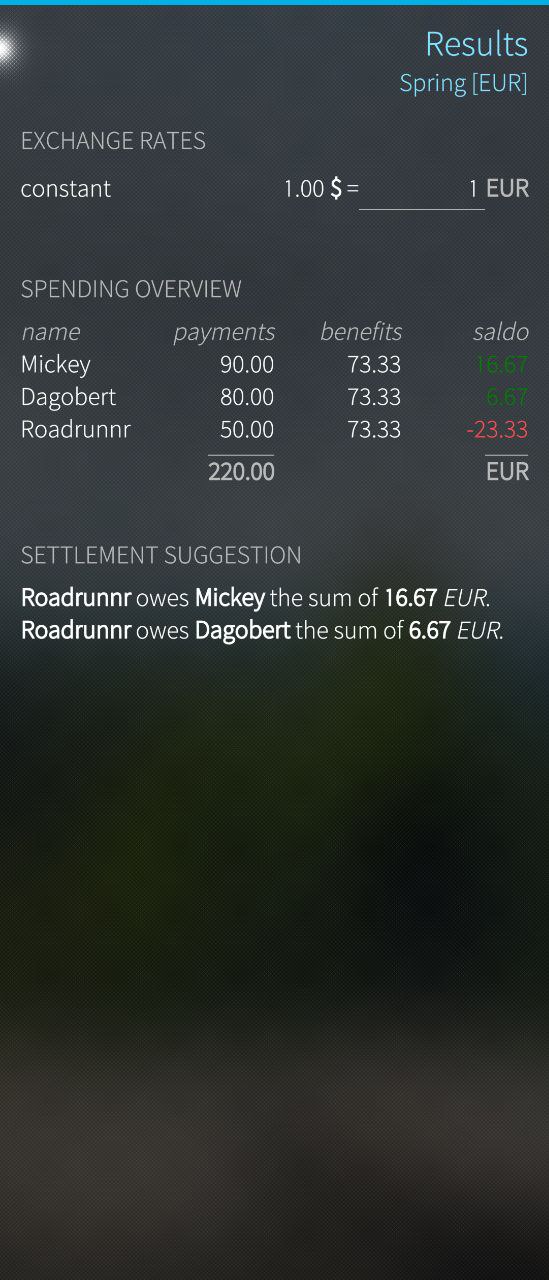 Results
Spring [EUR]
EXCHANGE RATES
constant 1.00 $ = 1 EUR
SPENDING OVERVIEW
name payments benefits saldo
Mickey 90.00 73.33 16.67
Dagobert 80.00 73.33 6.67
Roadrunnr 50.00 73.33 -23.33
220.00 EUR
SETTLEMENT SUGGESTION
Roadrunnr owes Mickey the sum of 16.67 EUR.
Roadrunnr owes Dagobert the sum of 6.67 EUR.